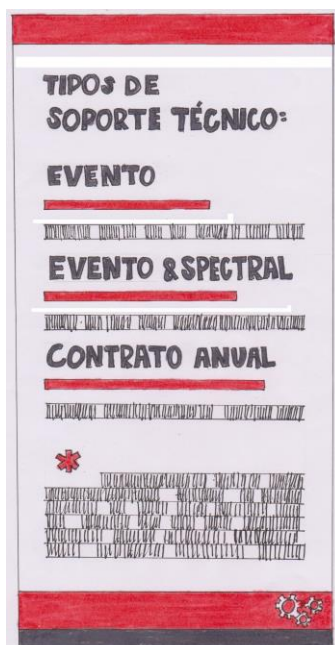 TIPOS DE
SOPORTE TÉCNICO:
EVENTO
EVENTO & SPECTRAL
CONTRATO ANUAL
*